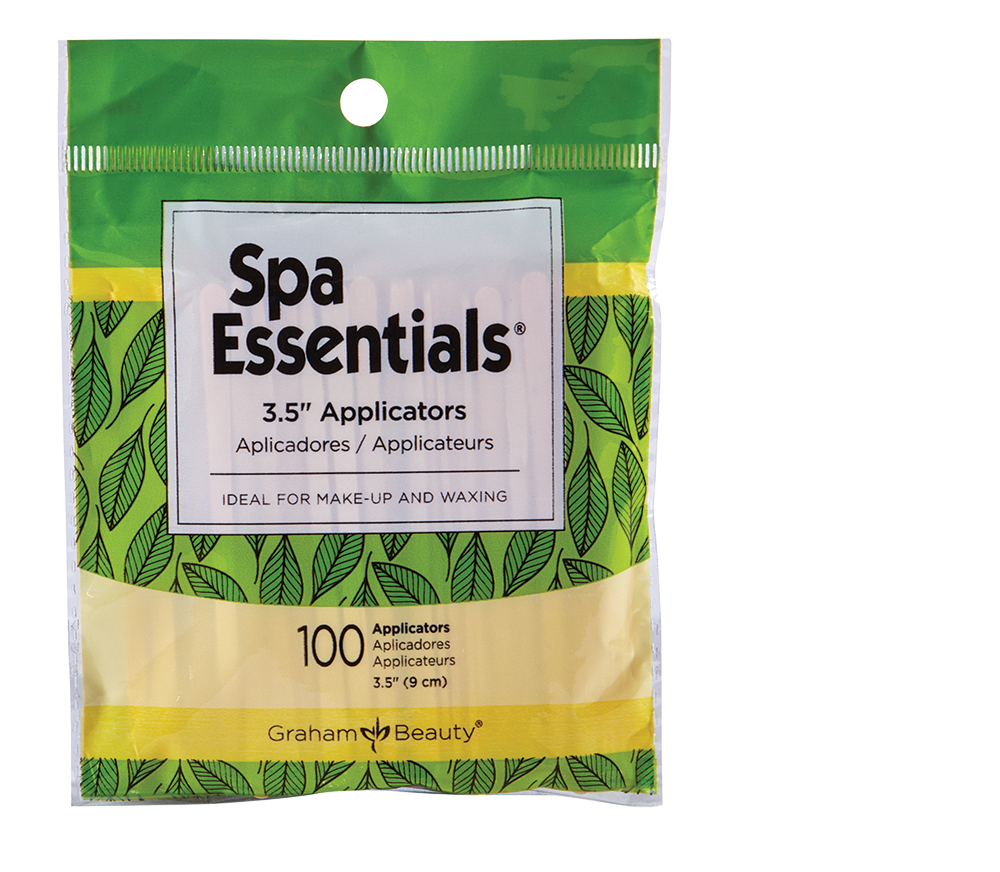 Spa
Essentials®
3.5" Applicators
Aplicadores / Applicateurs
IDEAL FOR MAKE-UP AND WAXING
100 Applicators
Aplicadores
Applicateurs
3.5" (9 cm)
Graham Beauty®